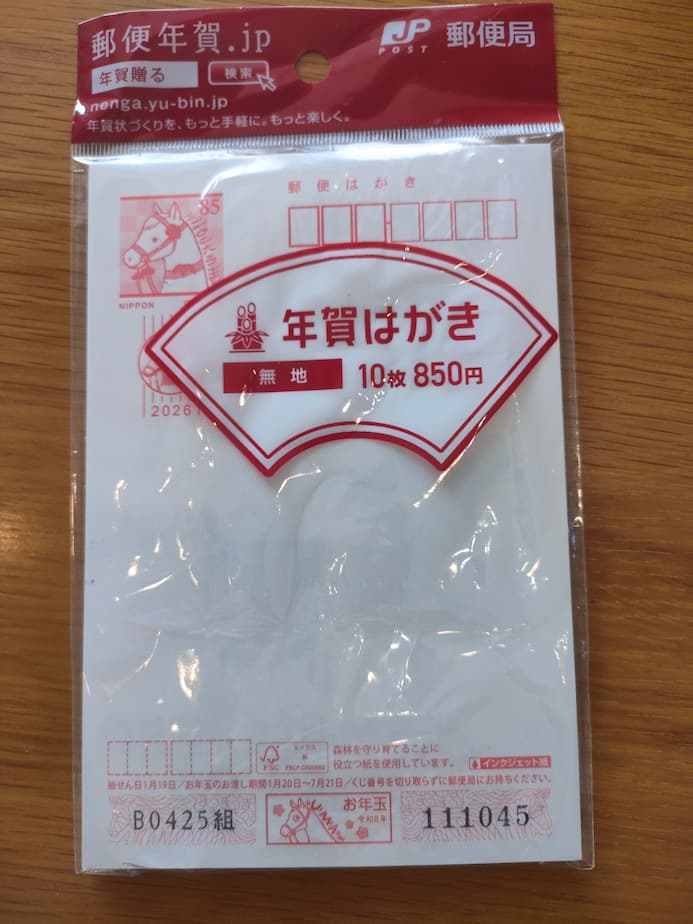 郵便年賀.jp
年賀贈る 検索
nenga.yu-bin.jp
年賀状づくりを、もっと手軽に。もっと楽しく。
JP POST 郵便局
郵便はがき
85
NIPPON
2026
年賀はがき
無地 10枚 850円
FSC
ミックス
紙
森林を守り育てることに
役立つ紙を使用しています。
インクジェット紙
抽せん日1月19日/お年玉のお渡し期間1月20日~7月21日/くじ番号を切り取らずに郵便局にお持ちください。
B0425組
お年玉
令和8年
111045